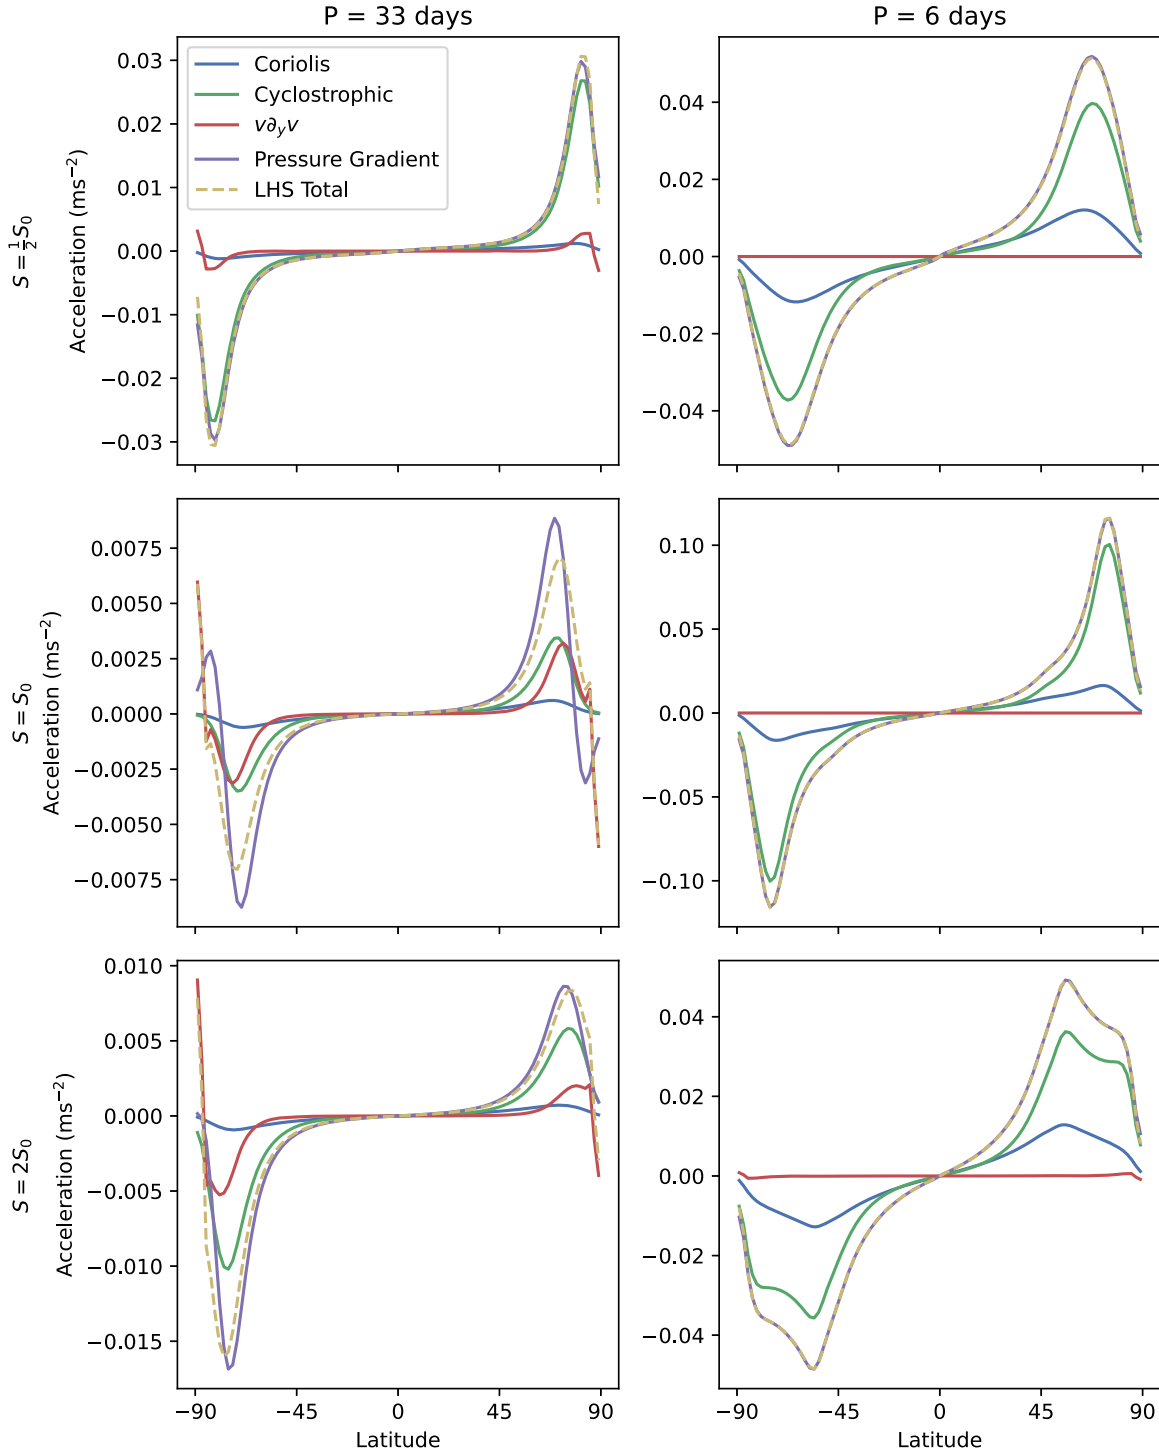 P = 33 days
P = 6 days
S = 1/2 S₀
Acceleration (ms⁻²)
0.03
0.02
0.01
0.00
−0.01
−0.02
−0.03
Coriolis
Cyclostrophic
v∂yv
Pressure Gradient
LHS Total
0.04
0.02
0.00
−0.02
−0.04
S = S₀
Acceleration (ms⁻²)
0.0075
0.0050
0.0025
0.0000
−0.0025
−0.0050
−0.0075
0.10
0.05
0.00
−0.05
−0.10
S = 2S₀
Acceleration (ms⁻²)
0.010
0.005
0.000
−0.005
−0.010
−0.015
0.04
0.02
0.00
−0.02
−0.04
−90 −45 0 45 90
Latitude
−90 −45 0 45 90
Latitude